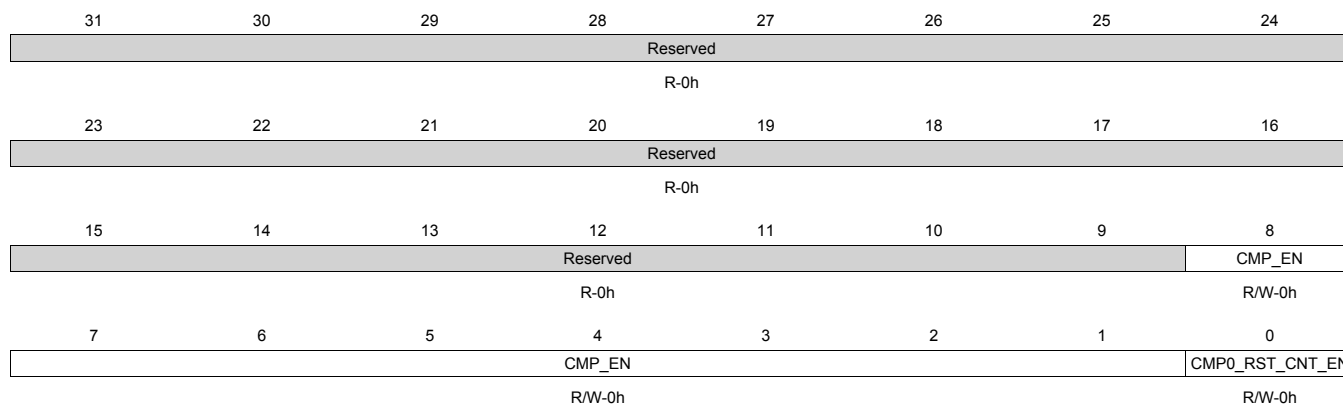 31 30 29 28 27 26 25 24
Reserved
R-0h
23 22 21 20 19 18 17 16
Reserved
R-0h
15 14 13 12 11 10 9 8
Reserved CMP_EN
R-0h R/W-0h
7 6 5 4 3 2 1 0
CMP_EN CMP0_RST_CNT_EN
R/W-0h R/W-0h